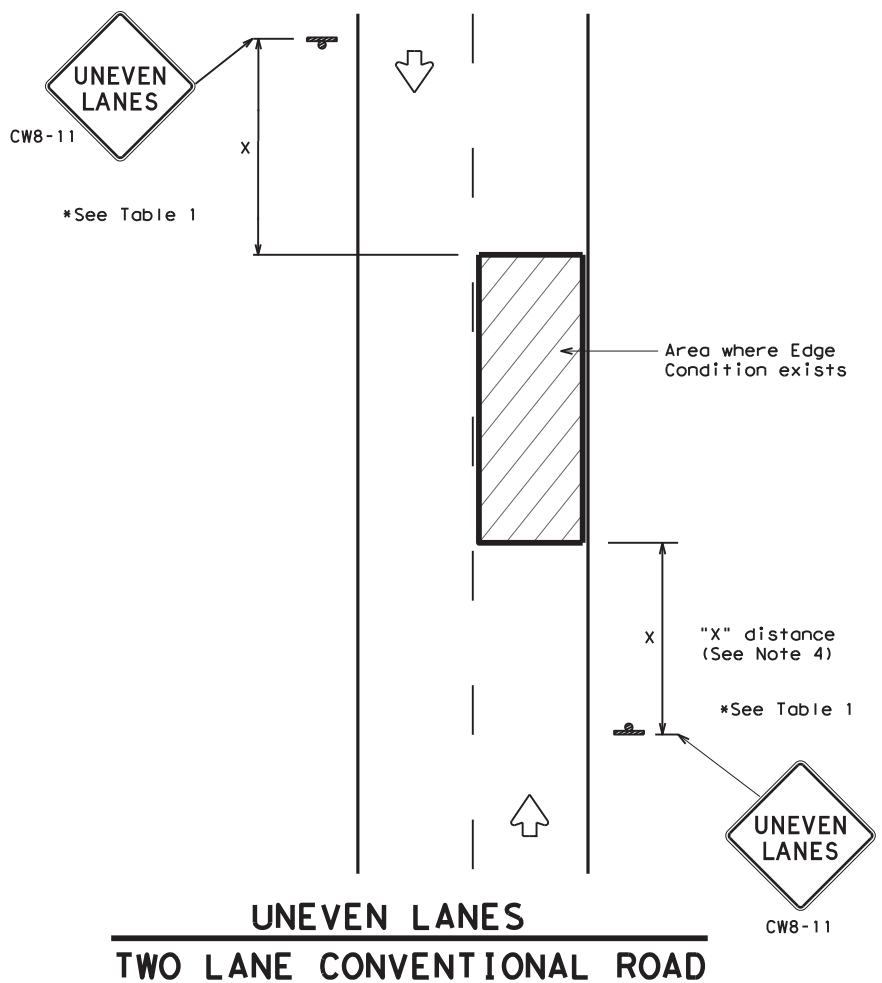 UNEVEN
LANES
CW8-11
X
*See Table 1
Area where Edge
Condition exists
X
"X" distance
(See Note 4)
*See Table 1
UNEVEN
LANES
CW8-11
UNEVEN LANES
TWO LANE CONVENTIONAL ROAD